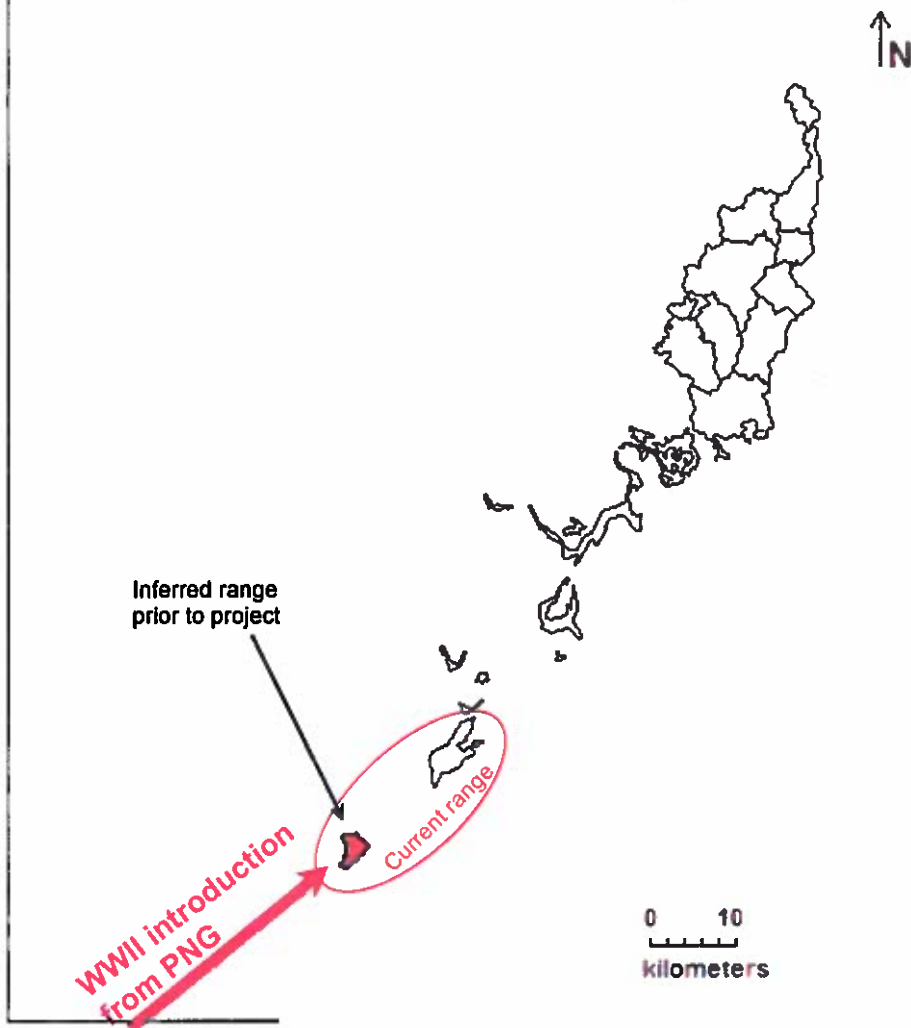 N
Inferred range
prior to project
Current range
WWII introduction
from PNG
0 10
kilometers